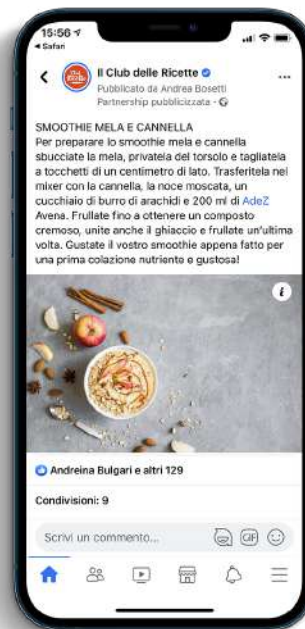 15:56
Safari
Il Club delle Ricette
Pubblicato da Andrea Bosetti
Partnership pubblicizzata ·
SMOOTHIE MELA E CANNELLA
Per preparare lo smoothie mela e cannella
sbucciate la mela, privatela del torsolo e tagliatela
a tocchetti di un centimetro di lato. Trasferitela nel
mixer con la cannella, la noce moscata, un
cucchiaio di burro di arachidi e 200 ml di AdeZ
Avena. Frullate fino a ottenere un composto
cremoso, unite anche il ghiaccio e frullate un'ultima
volta. Gustate il vostro smoothie appena fatto per
una prima colazione nutriente e gustosa!
i
Andreina Bulgari e altri 129
Condivisioni: 9
Scrivi un commento...
GIF